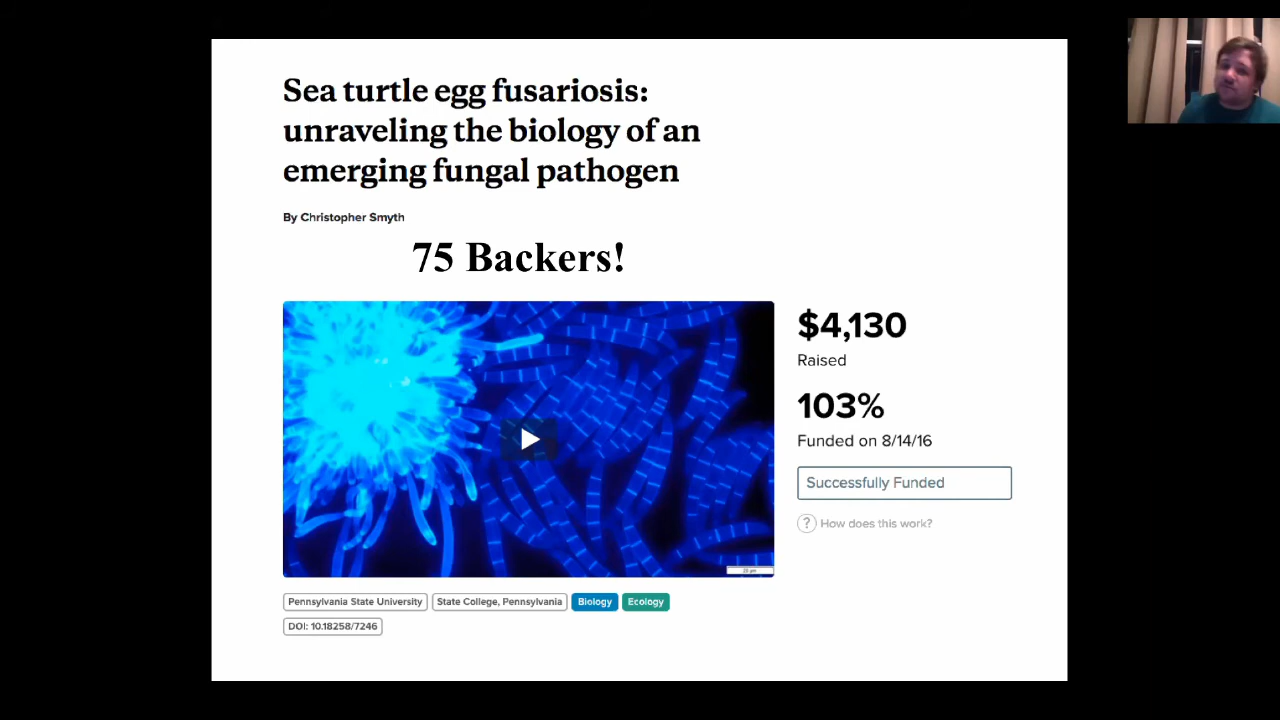 Sea turtle egg fusariosis:
unraveling the biology of an
emerging fungal pathogen
By Christopher Smyth
75 Backers!
$4,130
Raised
103%
Funded on 8/14/16
Successfully Funded
? How does this work?
Pennsylvania State University State College, Pennsylvania Biology Ecology
DOI: 10.18258/7246